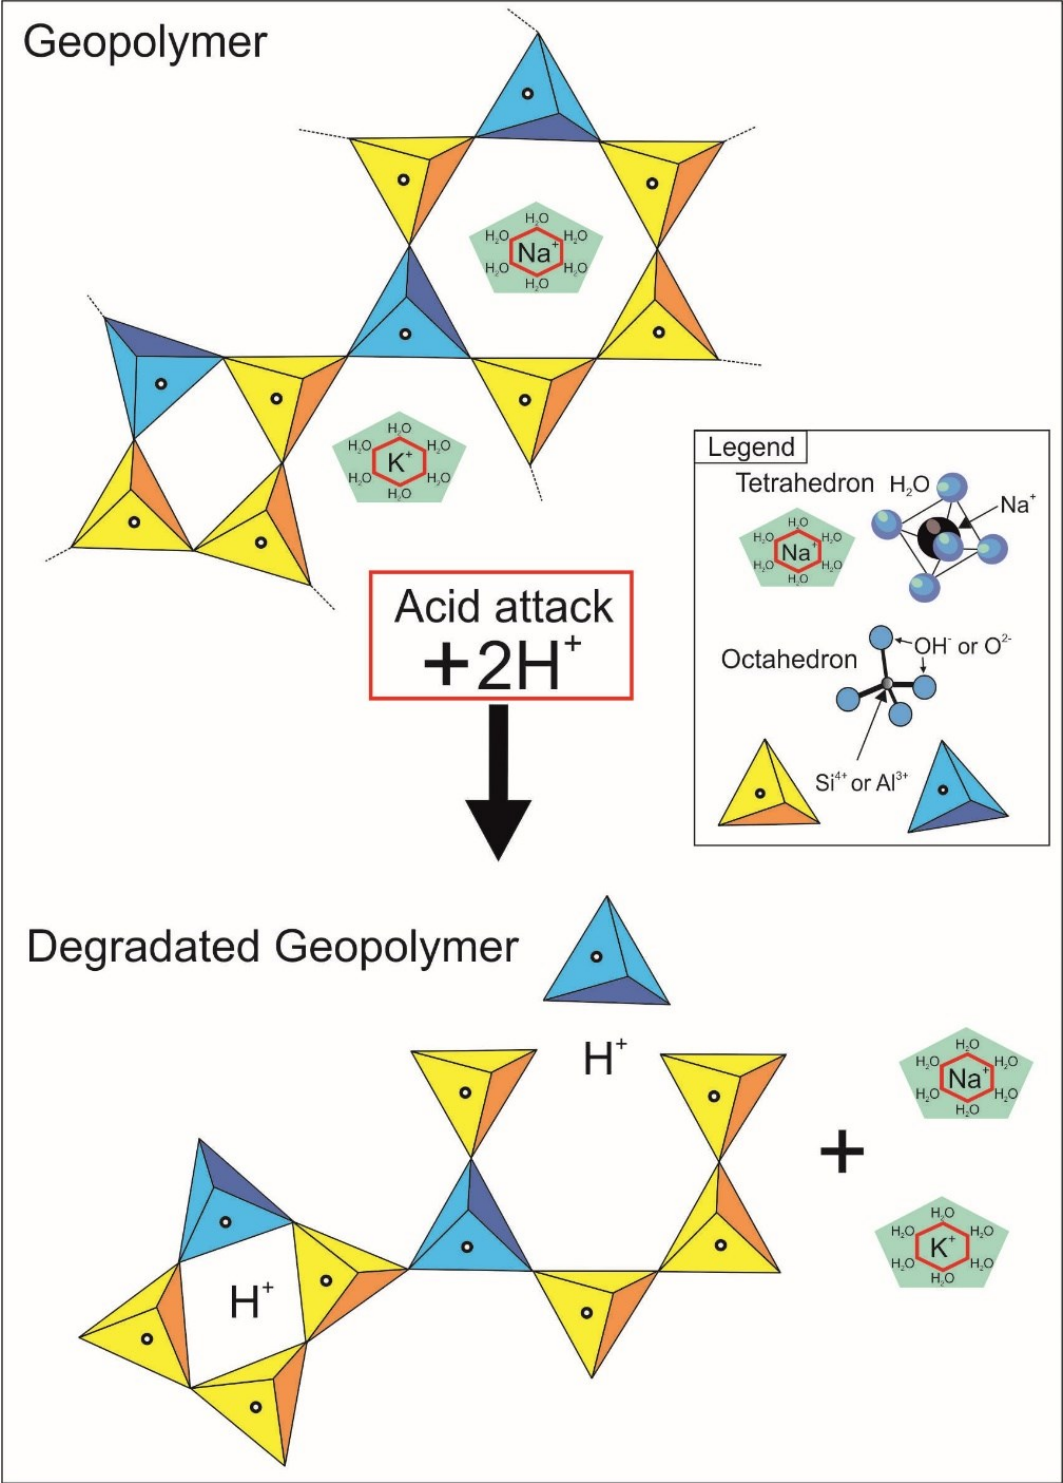 Geopolymer
H₂O
H₂O H₂O
Na⁺
H₂O H₂O
H₂O
H₂O
H₂O H₂O
K⁺
H₂O H₂O
H₂O
Acid attack
+2H⁺
Legend
Tetrahedron H₂O
Na⁺
H₂O
H₂O H₂O
Na⁺
H₂O H₂O
H₂O
OH⁻ or O²⁻
Octahedron
Si⁴⁺ or Al³⁺
Degradated Geopolymer
H⁺
H⁺
+
H₂O
H₂O H₂O
Na⁺
H₂O H₂O
H₂O
H₂O
H₂O H₂O
K⁺
H₂O H₂O
H₂O